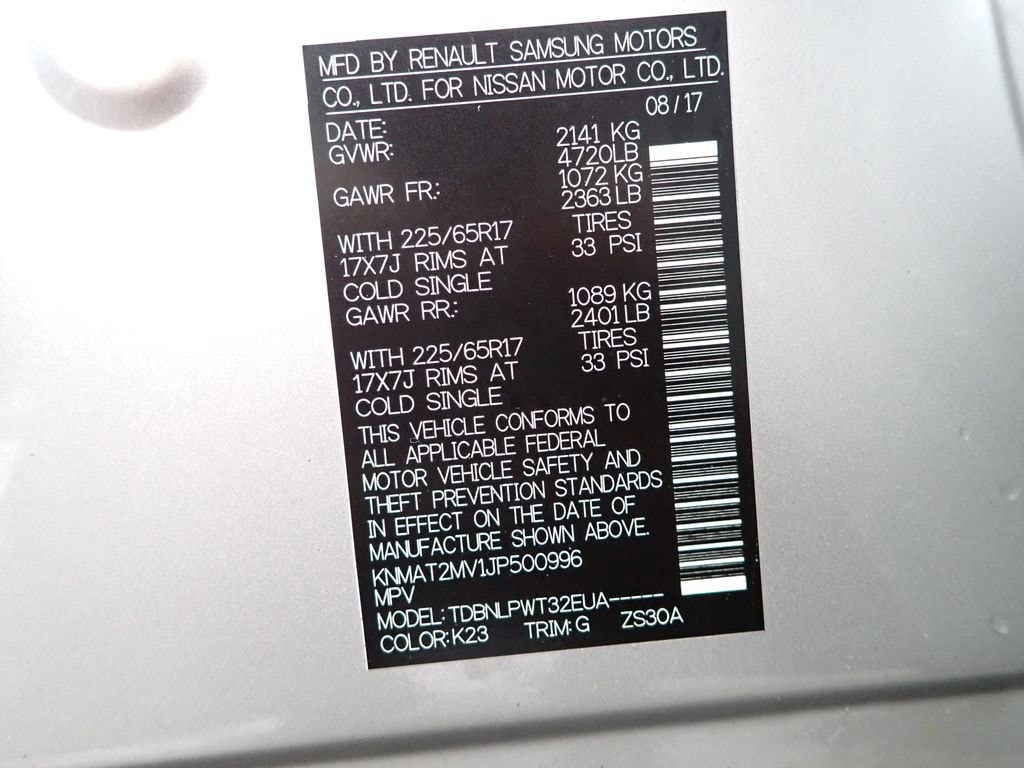 MFD BY RENAULT SAMSUNG MOTORS
CO., LTD. FOR NISSAN MOTOR CO., LTD.
08/17
DATE:
GVWR: 2141 KG
4720LB
GAWR FR: 1072 KG
2363LB
WITH 225/65R17 TIRES
17X7J RIMS AT 33 PSI
COLD SINGLE
GAWR RR: 1089 KG
2401LB
WITH 225/65R17 TIRES
17X7J RIMS AT 33 PSI
COLD SINGLE
THIS VEHICLE CONFORMS TO
ALL APPLICABLE FEDERAL
MOTOR VEHICLE SAFETY AND
THEFT PREVENTION STANDARDS
IN EFFECT ON THE DATE OF
MANUFACTURE SHOWN ABOVE.
KNMAT2MV1JP500996
MPV
MODEL: TDBNLPWT32EUA-----
COLOR: K23 TRIM: G ZS30A